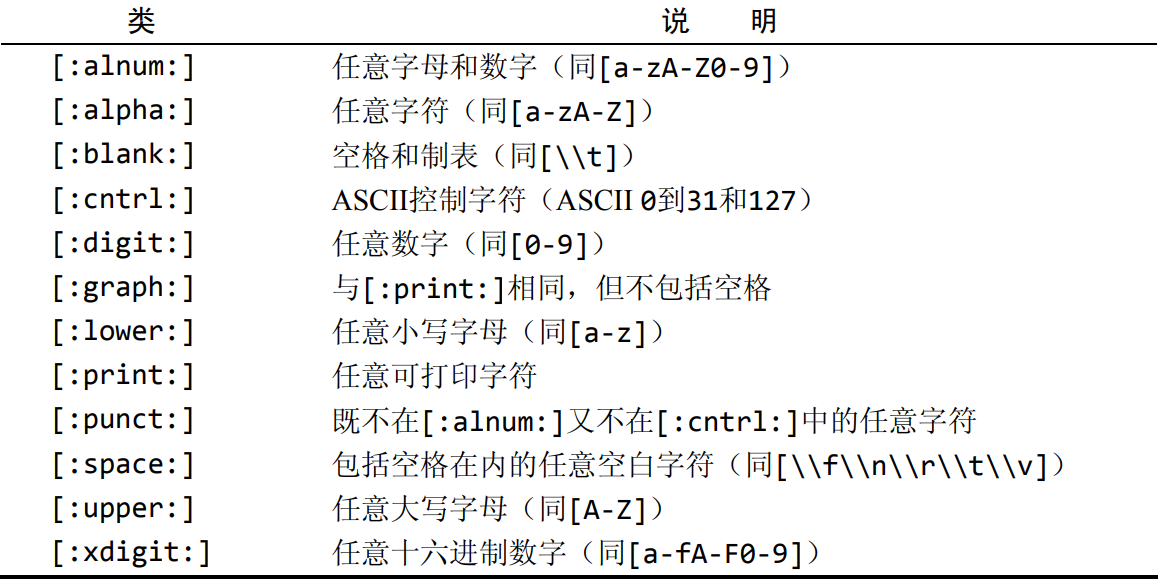 类 说 明
[:alnum:] 任意字母和数字（同[a-zA-Z0-9]）
[:alpha:] 任意字符（同[a-zA-Z]）
[:blank:] 空格和制表（同[\\t]）
[:cntrl:] ASCII控制字符（ASCII 0到31和127）
[:digit:] 任意数字（同[0-9]）
[:graph:] 与[:print:]相同，但不包括空格
[:lower:] 任意小写字母（同[a-z]）
[:print:] 任意可打印字符
[:punct:] 既不在[:alnum:]又不在[:cntrl:]中的任意字符
[:space:] 包括空格在内的任意空白字符（同[\\f\\n\\r\\t\\v]）
[:upper:] 任意大写字母（同[A-Z]）
[:xdigit:] 任意十六进制数字（同[a-fA-F0-9]）